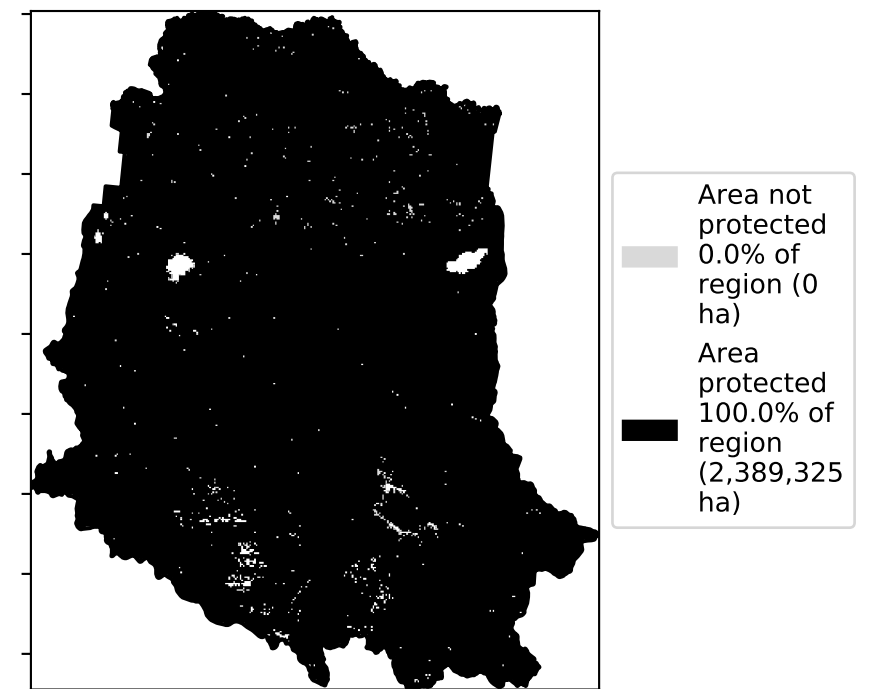 Area not
protected
0.0% of
region (0
ha)
Area
protected
100.0% of
region
(2,389,325
ha)